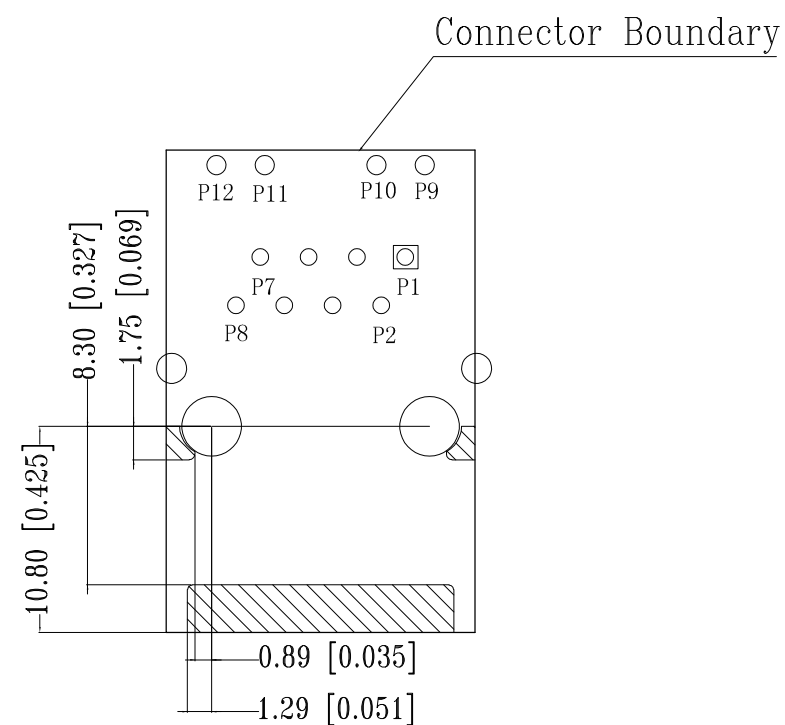 Connector Boundary
P12 P11 P10 P9
P7 P1
P8 P2
8.30 [0.327]
1.75 [0.069]
10.80 [0.425]
0.89 [0.035]
1.29 [0.051]